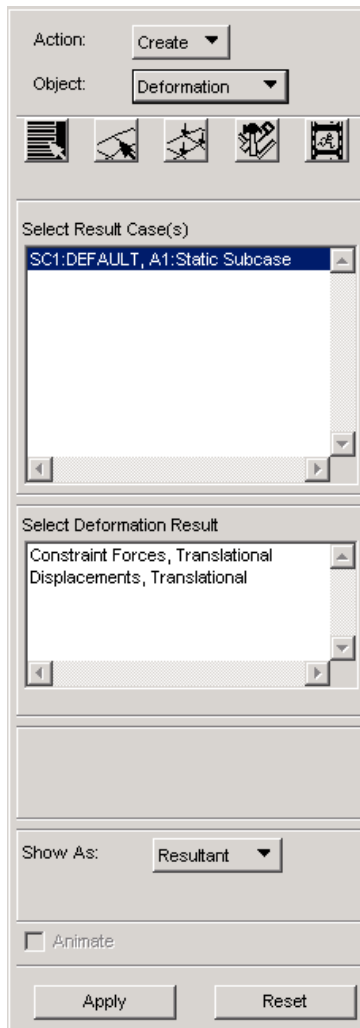 Action: Create
Object: Deformation
Select Result Case(s)
SC1:DEFAULT, A1:Static Subcase
Select Deformation Result
Constraint Forces, Translational
Displacements, Translational
Show As: Resultant
Animate
Apply Reset